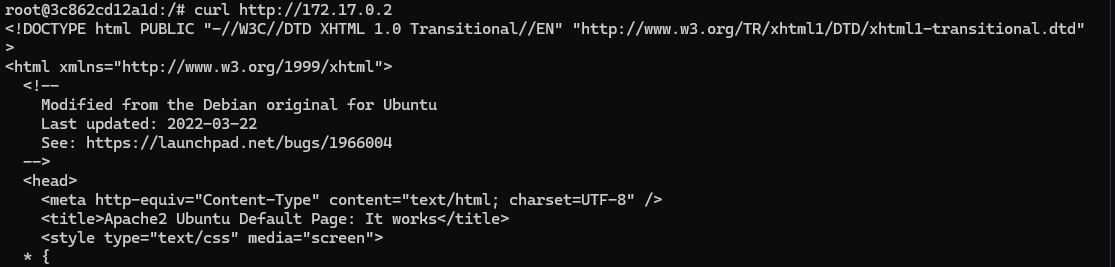 root@3c862cd12a1d:/# curl http://172.17.0.2
<!DOCTYPE html PUBLIC "-//W3C//DTD XHTML 1.0 Transitional//EN" "http://www.w3.org/TR/xhtml1/DTD/xhtml1-transitional.dtd"
>
<html xmlns="http://www.w3.org/1999/xhtml">
  <!--
    Modified from the Debian original for Ubuntu
    Last updated: 2022-03-22
    See: https://launchpad.net/bugs/1966004
  -->
  <head>
    <meta http-equiv="Content-Type" content="text/html; charset=UTF-8" />
    <title>Apache2 Ubuntu Default Page: It works</title>
    <style type="text/css" media="screen">
  * {